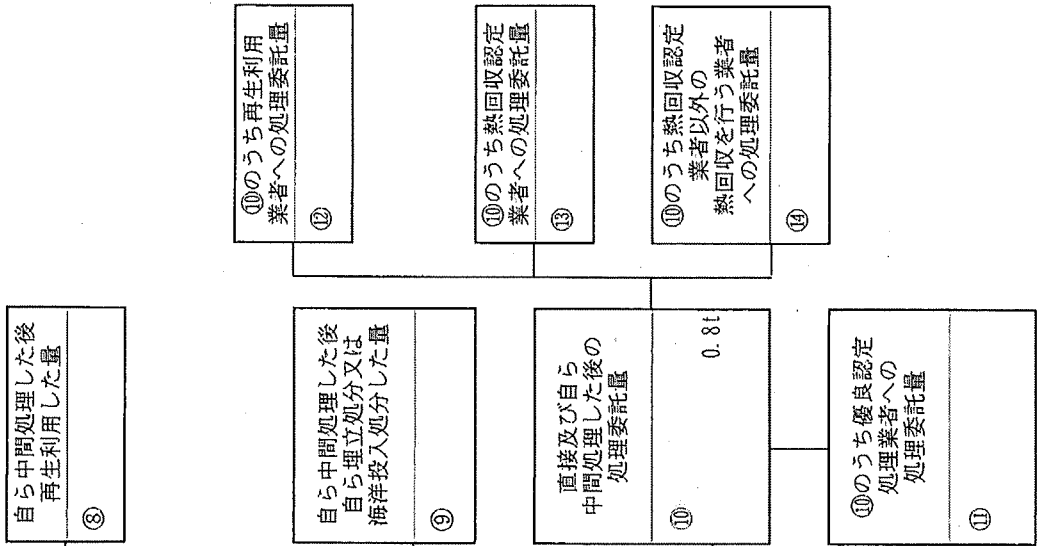 自ら中間処理した後
再生利用した量
⑧
自ら中間処理した後
自ら埋立処分又は
海洋投入処分した量
⑨
直接及び自ら
中間処理した後の
処理委託量
⑩
0.8t
⑩のうち優良認定
処理業者への
処理委託量
⑪
⑩のうち再生利用
業者への処理委託量
⑫
⑩のうち熱回収認定
業者への処理委託量
⑬
⑩のうち熱回収認定
業者以外の
熱回収を行う業者
への処理委託量
⑭